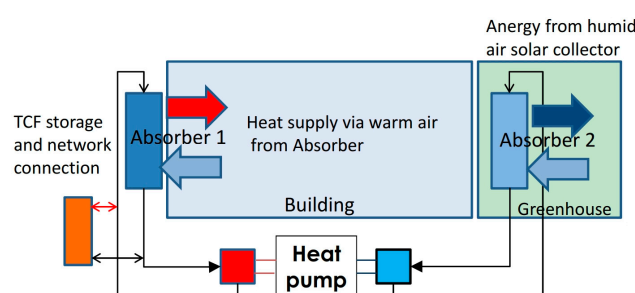 Anergy from humid
air solar collector
TCF storage
and network
connection
Absorber 1
Heat supply via warm air
from Absorber
Absorber 2
Building
Greenhouse
Heat
pump